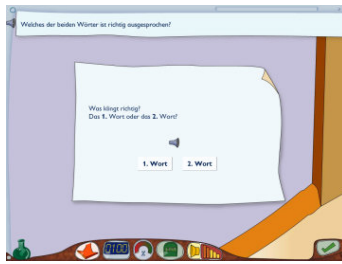 Welches der beiden Wörter ist richtig ausgesprochen?
Was klingt richtig?
Das 1. Wort oder das 2. Wort?
1. Wort 2. Wort